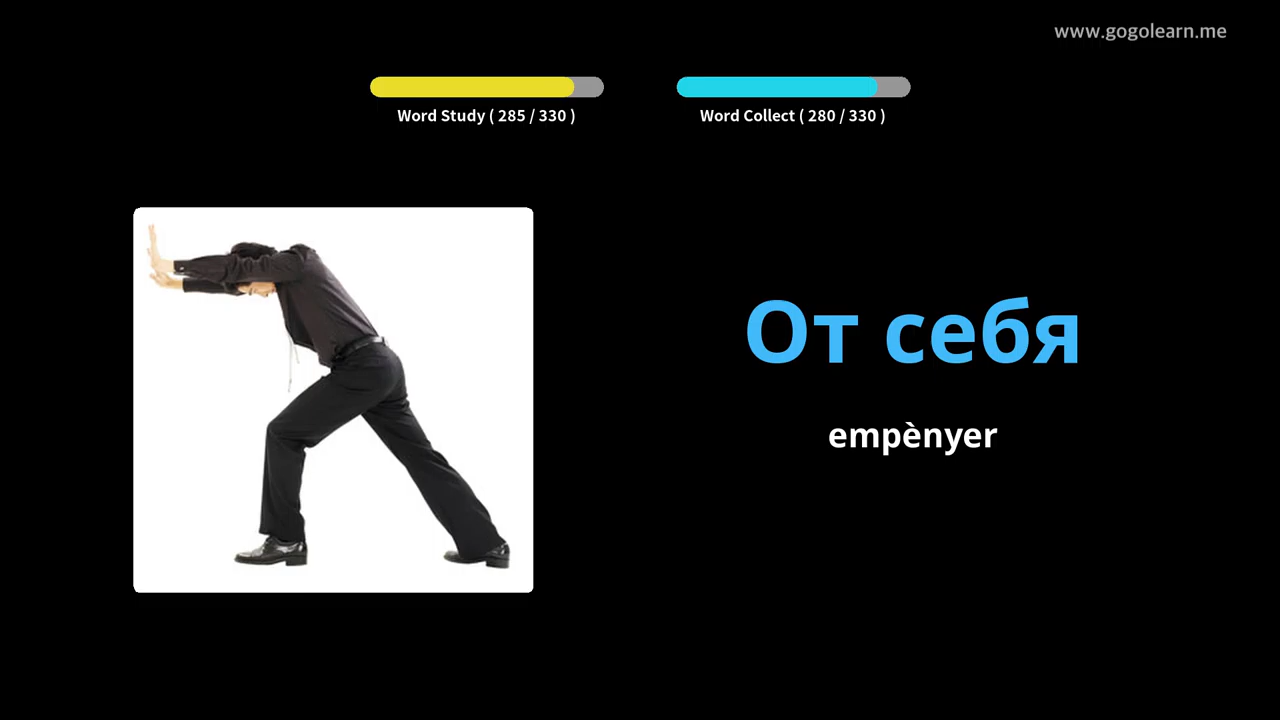 www.gogolearn.me
Word Study ( 285 / 330 )
Word Collect ( 280 / 330 )
От себя
empènyer